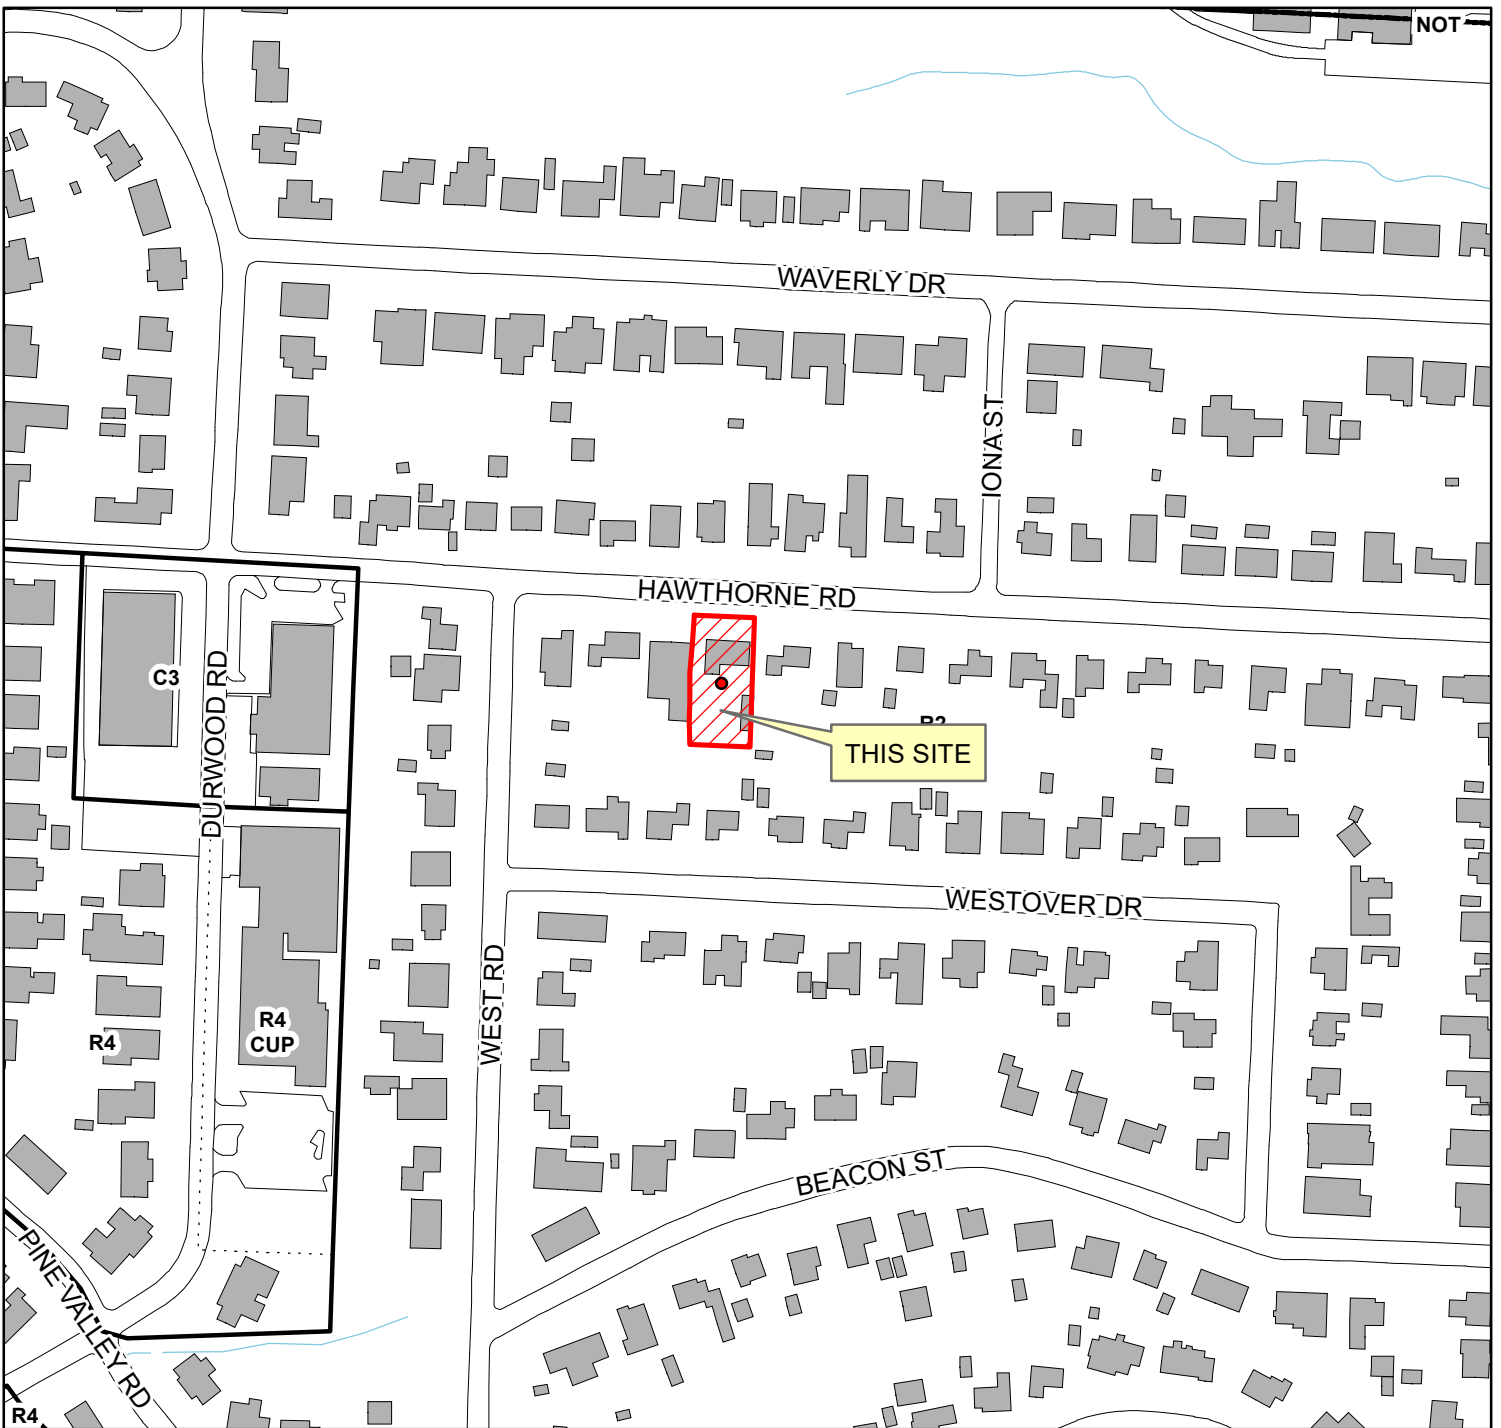 NOT
WAVERLY DR
IONA ST
HAWTHORNE RD
C3
DURWOOD RD
R2
THIS SITE
WESTOVER DR
WEST RD
R4
CUP
R4
BEACON ST
PINE VALLEY RD
R4